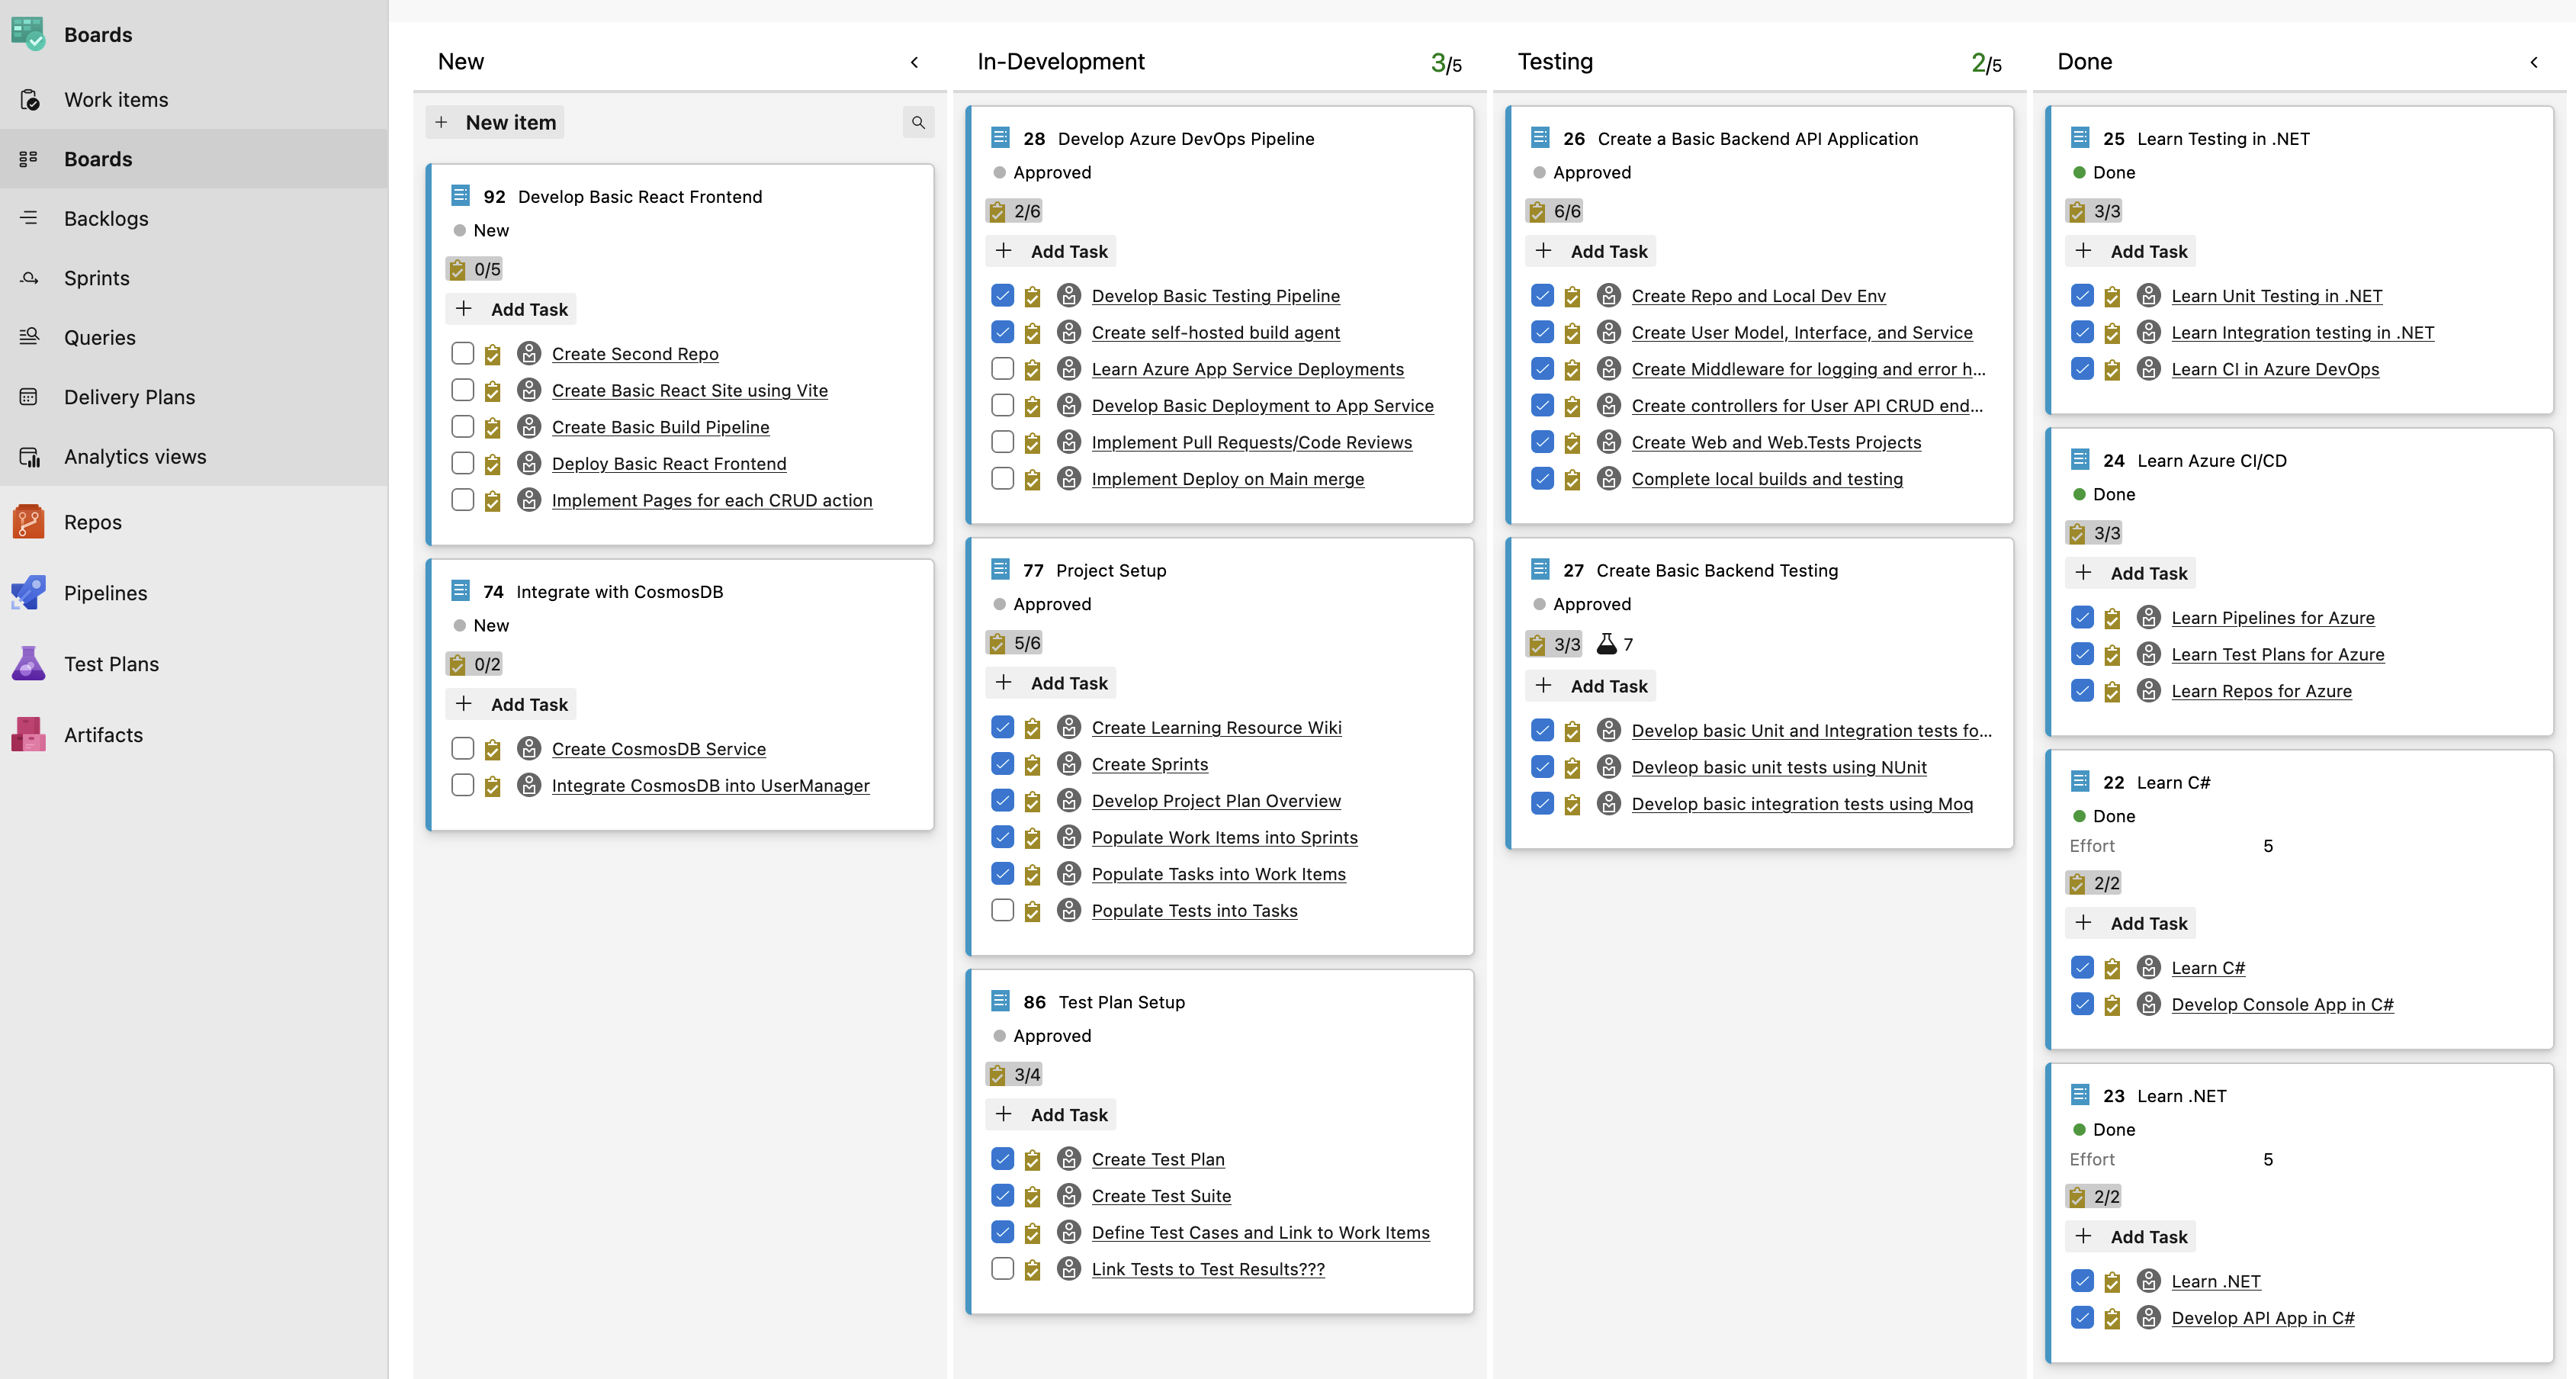 Boards
Work items
Boards
Backlogs
Sprints
Queries
Delivery Plans
Analytics views
Repos
Pipelines
Test Plans
Artifacts
New
New item
92 Develop Basic React Frontend
New
0/5
Add Task
Create Second Repo
Create Basic React Site using Vite
Create Basic Build Pipeline
Deploy Basic React Frontend
Implement Pages for each CRUD action
74 Integrate with CosmosDB
New
0/2
Add Task
Create CosmosDB Service
Integrate CosmosDB into UserManager
In-Development 3/5
28 Develop Azure DevOps Pipeline
Approved
2/6
Add Task
Develop Basic Testing Pipeline
Create self-hosted build agent
Learn Azure App Service Deployments
Develop Basic Deployment to App Service
Implement Pull Requests/Code Reviews
Implement Deploy on Main merge
77 Project Setup
Approved
5/6
Add Task
Create Learning Resource Wiki
Create Sprints
Develop Project Plan Overview
Populate Work Items into Sprints
Populate Tasks into Work Items
Populate Tests into Tasks
86 Test Plan Setup
Approved
3/4
Add Task
Create Test Plan
Create Test Suite
Define Test Cases and Link to Work Items
Link Tests to Test Results???
Testing 2/5
26 Create a Basic Backend API Application
Approved
6/6
Add Task
Create Repo and Local Dev Env
Create User Model, Interface, and Service
Create Middleware for logging and error h...
Create controllers for User API CRUD end...
Create Web and Web.Tests Projects
Complete local builds and testing
27 Create Basic Backend Testing
Approved
3/3 7
Add Task
Develop basic Unit and Integration tests fo...
Devleop basic unit tests using NUnit
Develop basic integration tests using Moq
Done
25 Learn Testing in .NET
Done
3/3
Add Task
Learn Unit Testing in .NET
Learn Integration testing in .NET
Learn CI in Azure DevOps
24 Learn Azure CI/CD
Done
3/3
Add Task
Learn Pipelines for Azure
Learn Test Plans for Azure
Learn Repos for Azure
22 Learn C#
Done
Effort 5
2/2
Add Task
Learn C#
Develop Console App in C#
23 Learn .NET
Done
Effort 5
2/2
Add Task
Learn .NET
Develop API App in C#